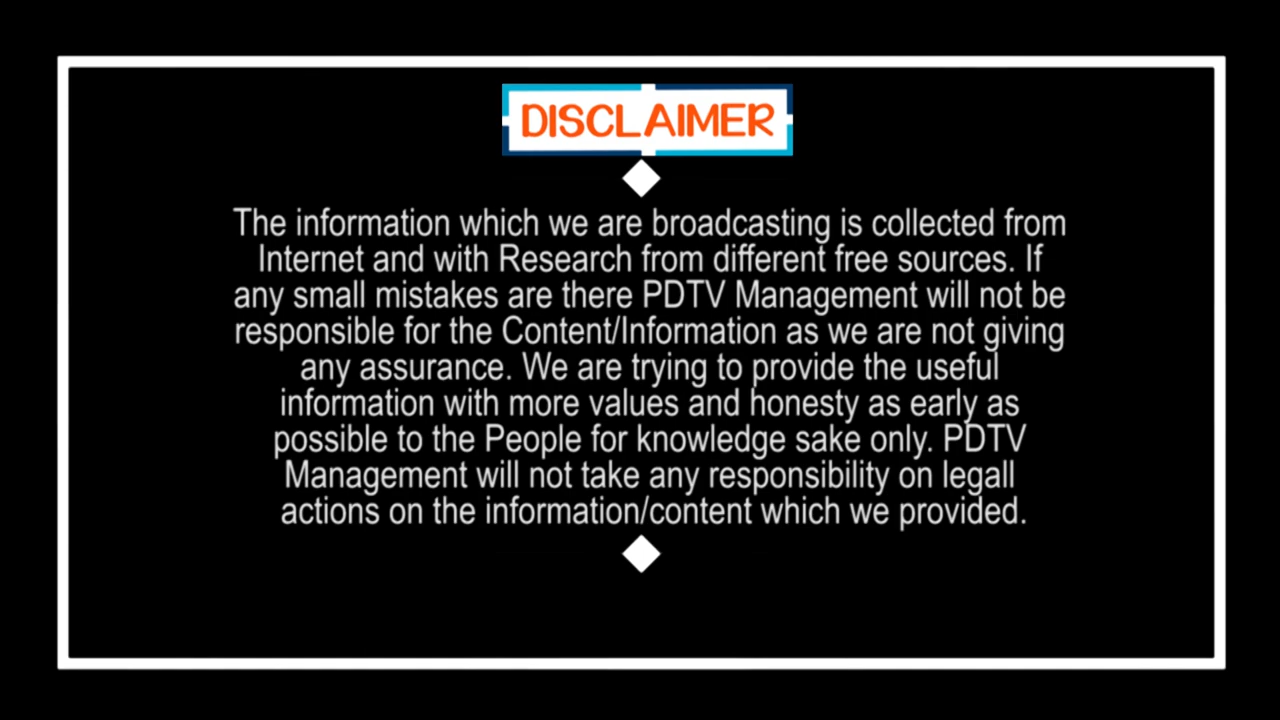 DISCLAIMER
The information which we are broadcasting is collected from
Internet and with Research from different free sources. If
any small mistakes are there PDTV Management will not be
responsible for the Content/Information as we are not giving
any assurance. We are trying to provide the useful
information with more values and honesty as early as
possible to the People for knowledge sake only. PDTV
Management will not take any responsibility on legall
actions on the information/content which we provided.